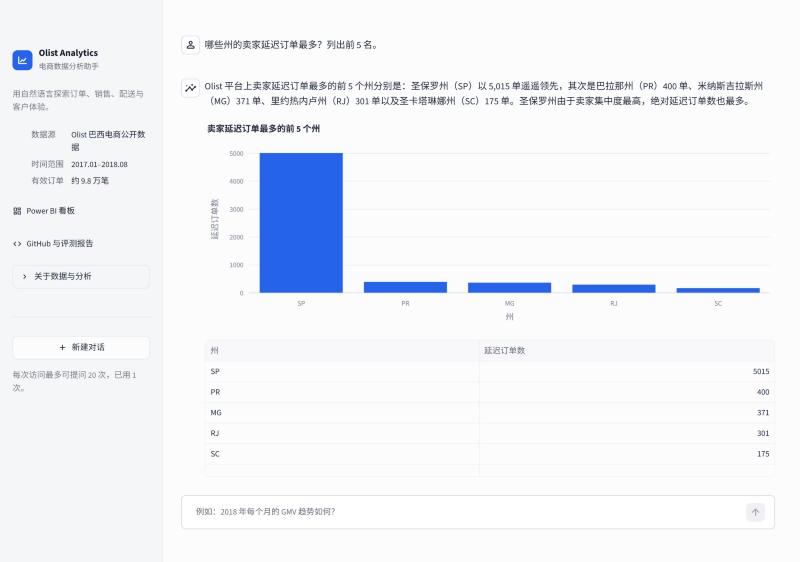 Olist Analytics
电商数据分析助手
用自然语言探索订单、销售、配送与
客户体验。
数据源 Olist 巴西电商公开数
据
时间范围 2017.01–2018.08
有效订单 约 9.8 万笔
Power BI 看板
GitHub 与评测报告
关于数据与分析
新建对话
每次访问最多可提问 20 次，已用 1
次。
哪些州的卖家延迟订单最多？列出前 5 名。
Olist 平台上卖家延迟订单最多的前 5 个州分别是：圣保罗州（SP）以 5,015 单遥遥领先，其次是巴拉那州（PR）400 单、米纳斯吉拉斯州
（MG）371 单、里约热内卢州（RJ）301 单以及圣卡塔琳娜州（SC）175 单。圣保罗州由于卖家集中度最高，绝对延迟订单数也最多。
卖家延迟订单最多的前 5 个州
延迟订单数
5000
4000
3000
2000
1000
0
SP PR MG RJ SC
州
州 延迟订单数
SP 5015
PR 400
MG 371
RJ 301
SC 175
例如：2018 年每个月的 GMV 趋势如何？